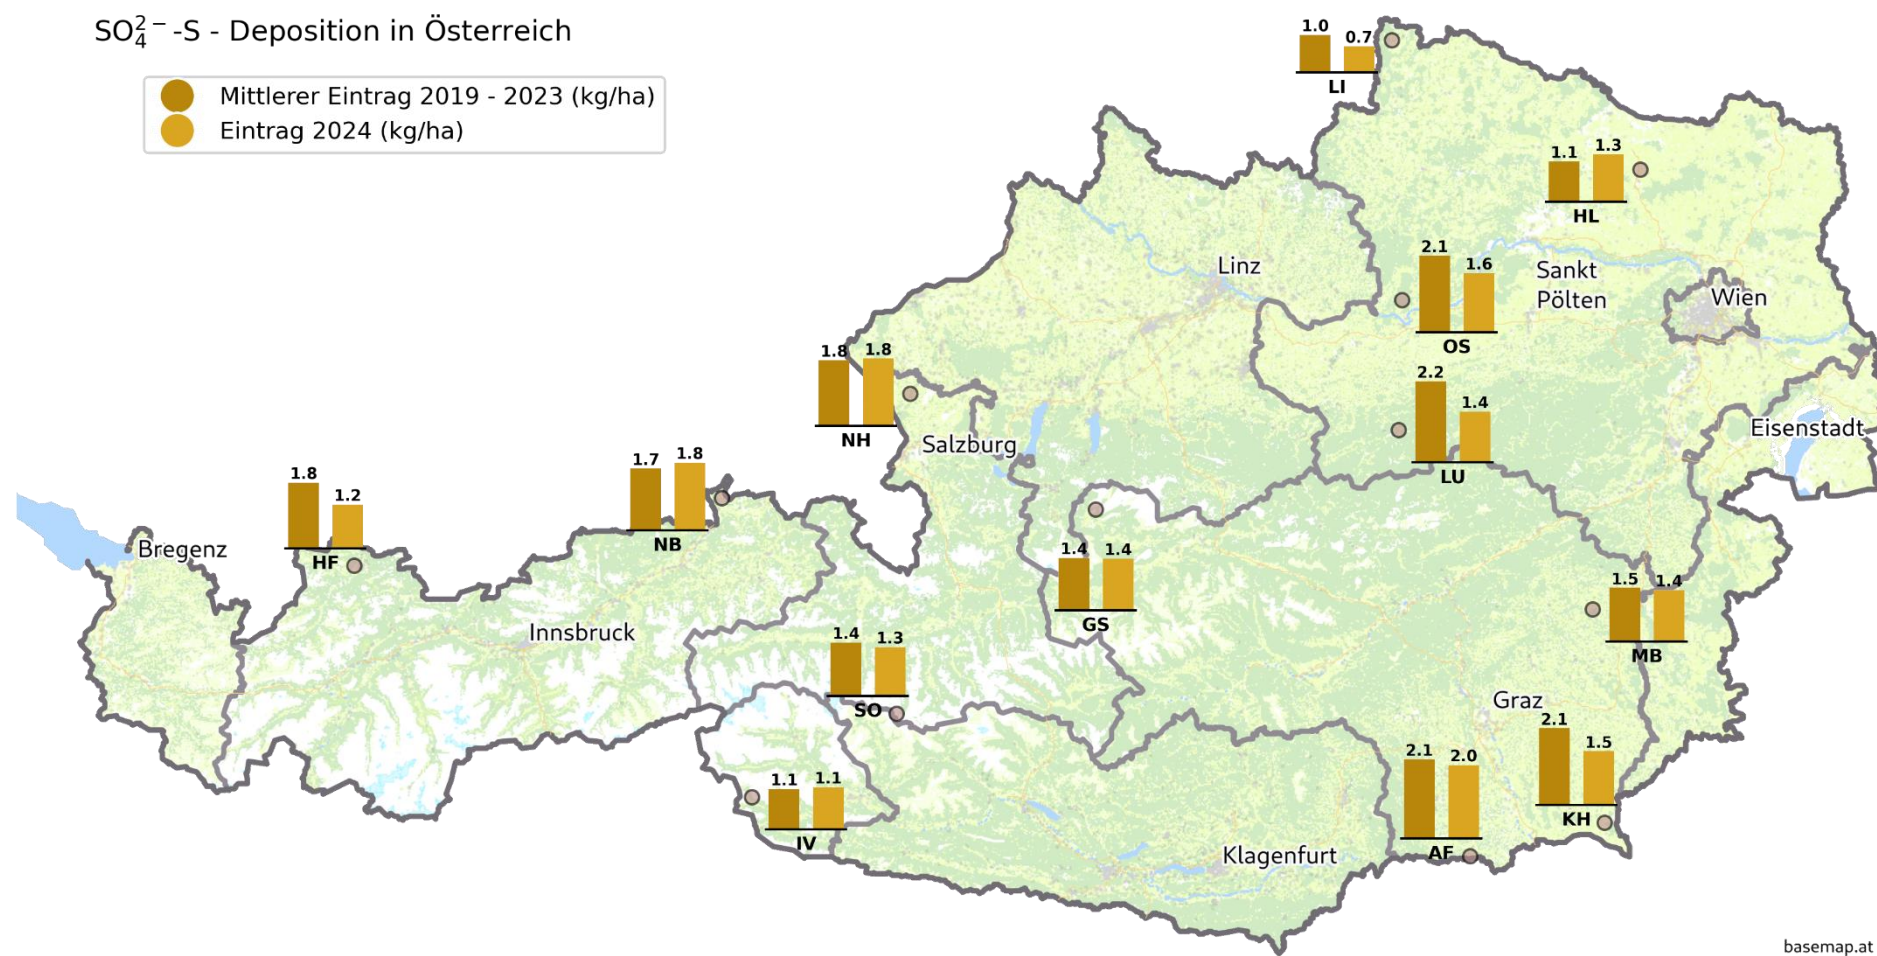 SO₄²⁻-S - Deposition in Österreich
Mittlerer Eintrag 2019 - 2023 (kg/ha)
Eintrag 2024 (kg/ha)
1.0 0.7
LI
1.1 1.3
HL
2.1 1.6
OS
Linz
Sankt
Pölten
Wien
1.8 1.8
NH
2.2 1.4
LU
Salzburg
Eisenstadt
1.7 1.8
NB
1.8 1.2
HF
Bregenz
1.4 1.4
GS
1.5 1.4
MB
Innsbruck
1.4 1.3
SO
Graz
2.1 1.5
KH
2.1 2.0
AF
1.1 1.1
IV
Klagenfurt
basemap.at